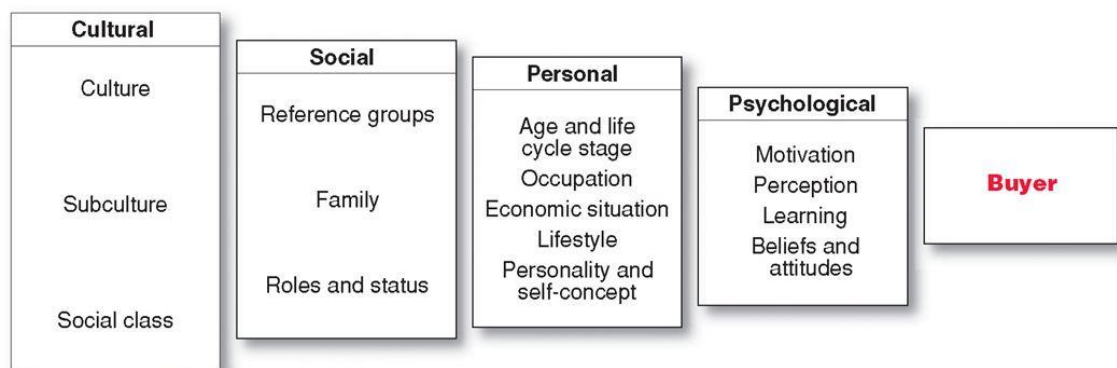 Cultural
Culture
Subculture
Social class
Social
Reference groups
Family
Roles and status
Personal
Age and life
cycle stage
Occupation
Economic situation
Lifestyle
Personality and
self-concept
Psychological
Motivation
Perception
Learning
Beliefs and
attitudes
Buyer